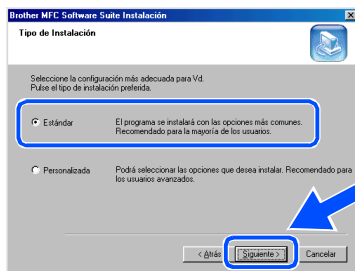 Brother MFC Software Suite Instalación
Tipo de Instalación
Seleccione la configuración más adecuada para Vd.
Pulse el tipo de instalación preferida.
Estándar
El programa se instalará con las opciones más comunes.
Recomendado para la mayoría de los usuarios.
Personalizada
Podrá seleccionar las opciones que desea instalar. Recomendado para
los usuarios avanzados.
< Atrás
Siguiente >
Cancelar